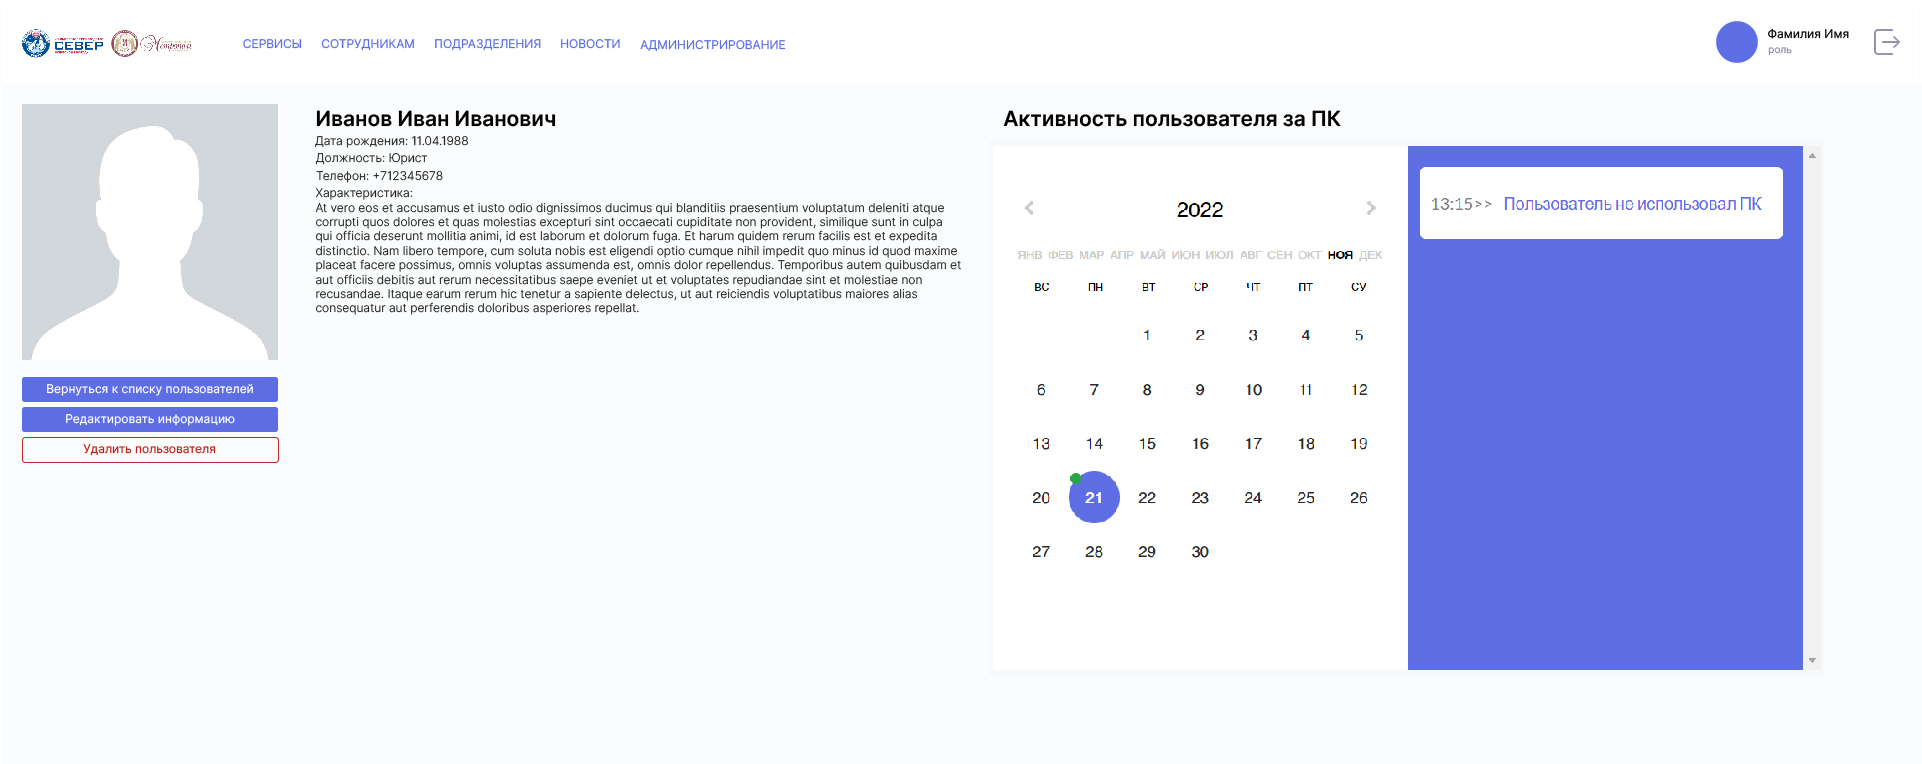 СЕВЕР
СЕРВИСЫ СОТРУДНИКАМ ПОДРАЗДЕЛЕНИЯ НОВОСТИ АДМИНИСТРИРОВАНИЕ
Фамилия Имя
роль
Иванов Иван Иванович
Дата рождения: 11.04.1988
Должность: Юрист
Телефон: +712345678
Характеристика:
At vero eos et accusamus et iusto odio dignissimos ducimus qui blanditiis praesentium voluptatum deleniti atque
corrupti quos dolores et quas molestias excepturi sint occaecati cupiditate non provident, similique sunt in culpa
qui officia deserunt mollitia animi, id est laborum et dolorum fuga. Et harum quidem rerum facilis est et expedita
distinctio. Nam libero tempore, cum soluta nobis est eligendi optio cumque nihil impedit quo minus id quod maxime
placeat facere possimus, omnis voluptas assumenda est, omnis dolor repellendus. Temporibus autem quibusdam et
aut officiis debitis aut rerum necessitatibus saepe eveniet ut et voluptates repudiandae sint et molestiae non
recusandae. Itaque earum rerum hic tenetur a sapiente delectus, ut aut reiciendis voluptatibus maiores alias
consequatur aut perferendis doloribus asperiores repellat.
Вернуться к списку пользователей
Редактировать информацию
Удалить пользователя
Активность пользователя за ПК
2022
ЯНВ ФЕВ МАР АПР МАЙ ИЮН ИЮЛ АВГ СЕН ОКТ НОЯ ДЕК
ВС ПН ВТ СР ЧТ ПТ СУ
1 2 3 4 5
6 7 8 9 10 11 12
13 14 15 16 17 18 19
20 21 22 23 24 25 26
27 28 29 30
13:15>> Пользователь не использовал ПК